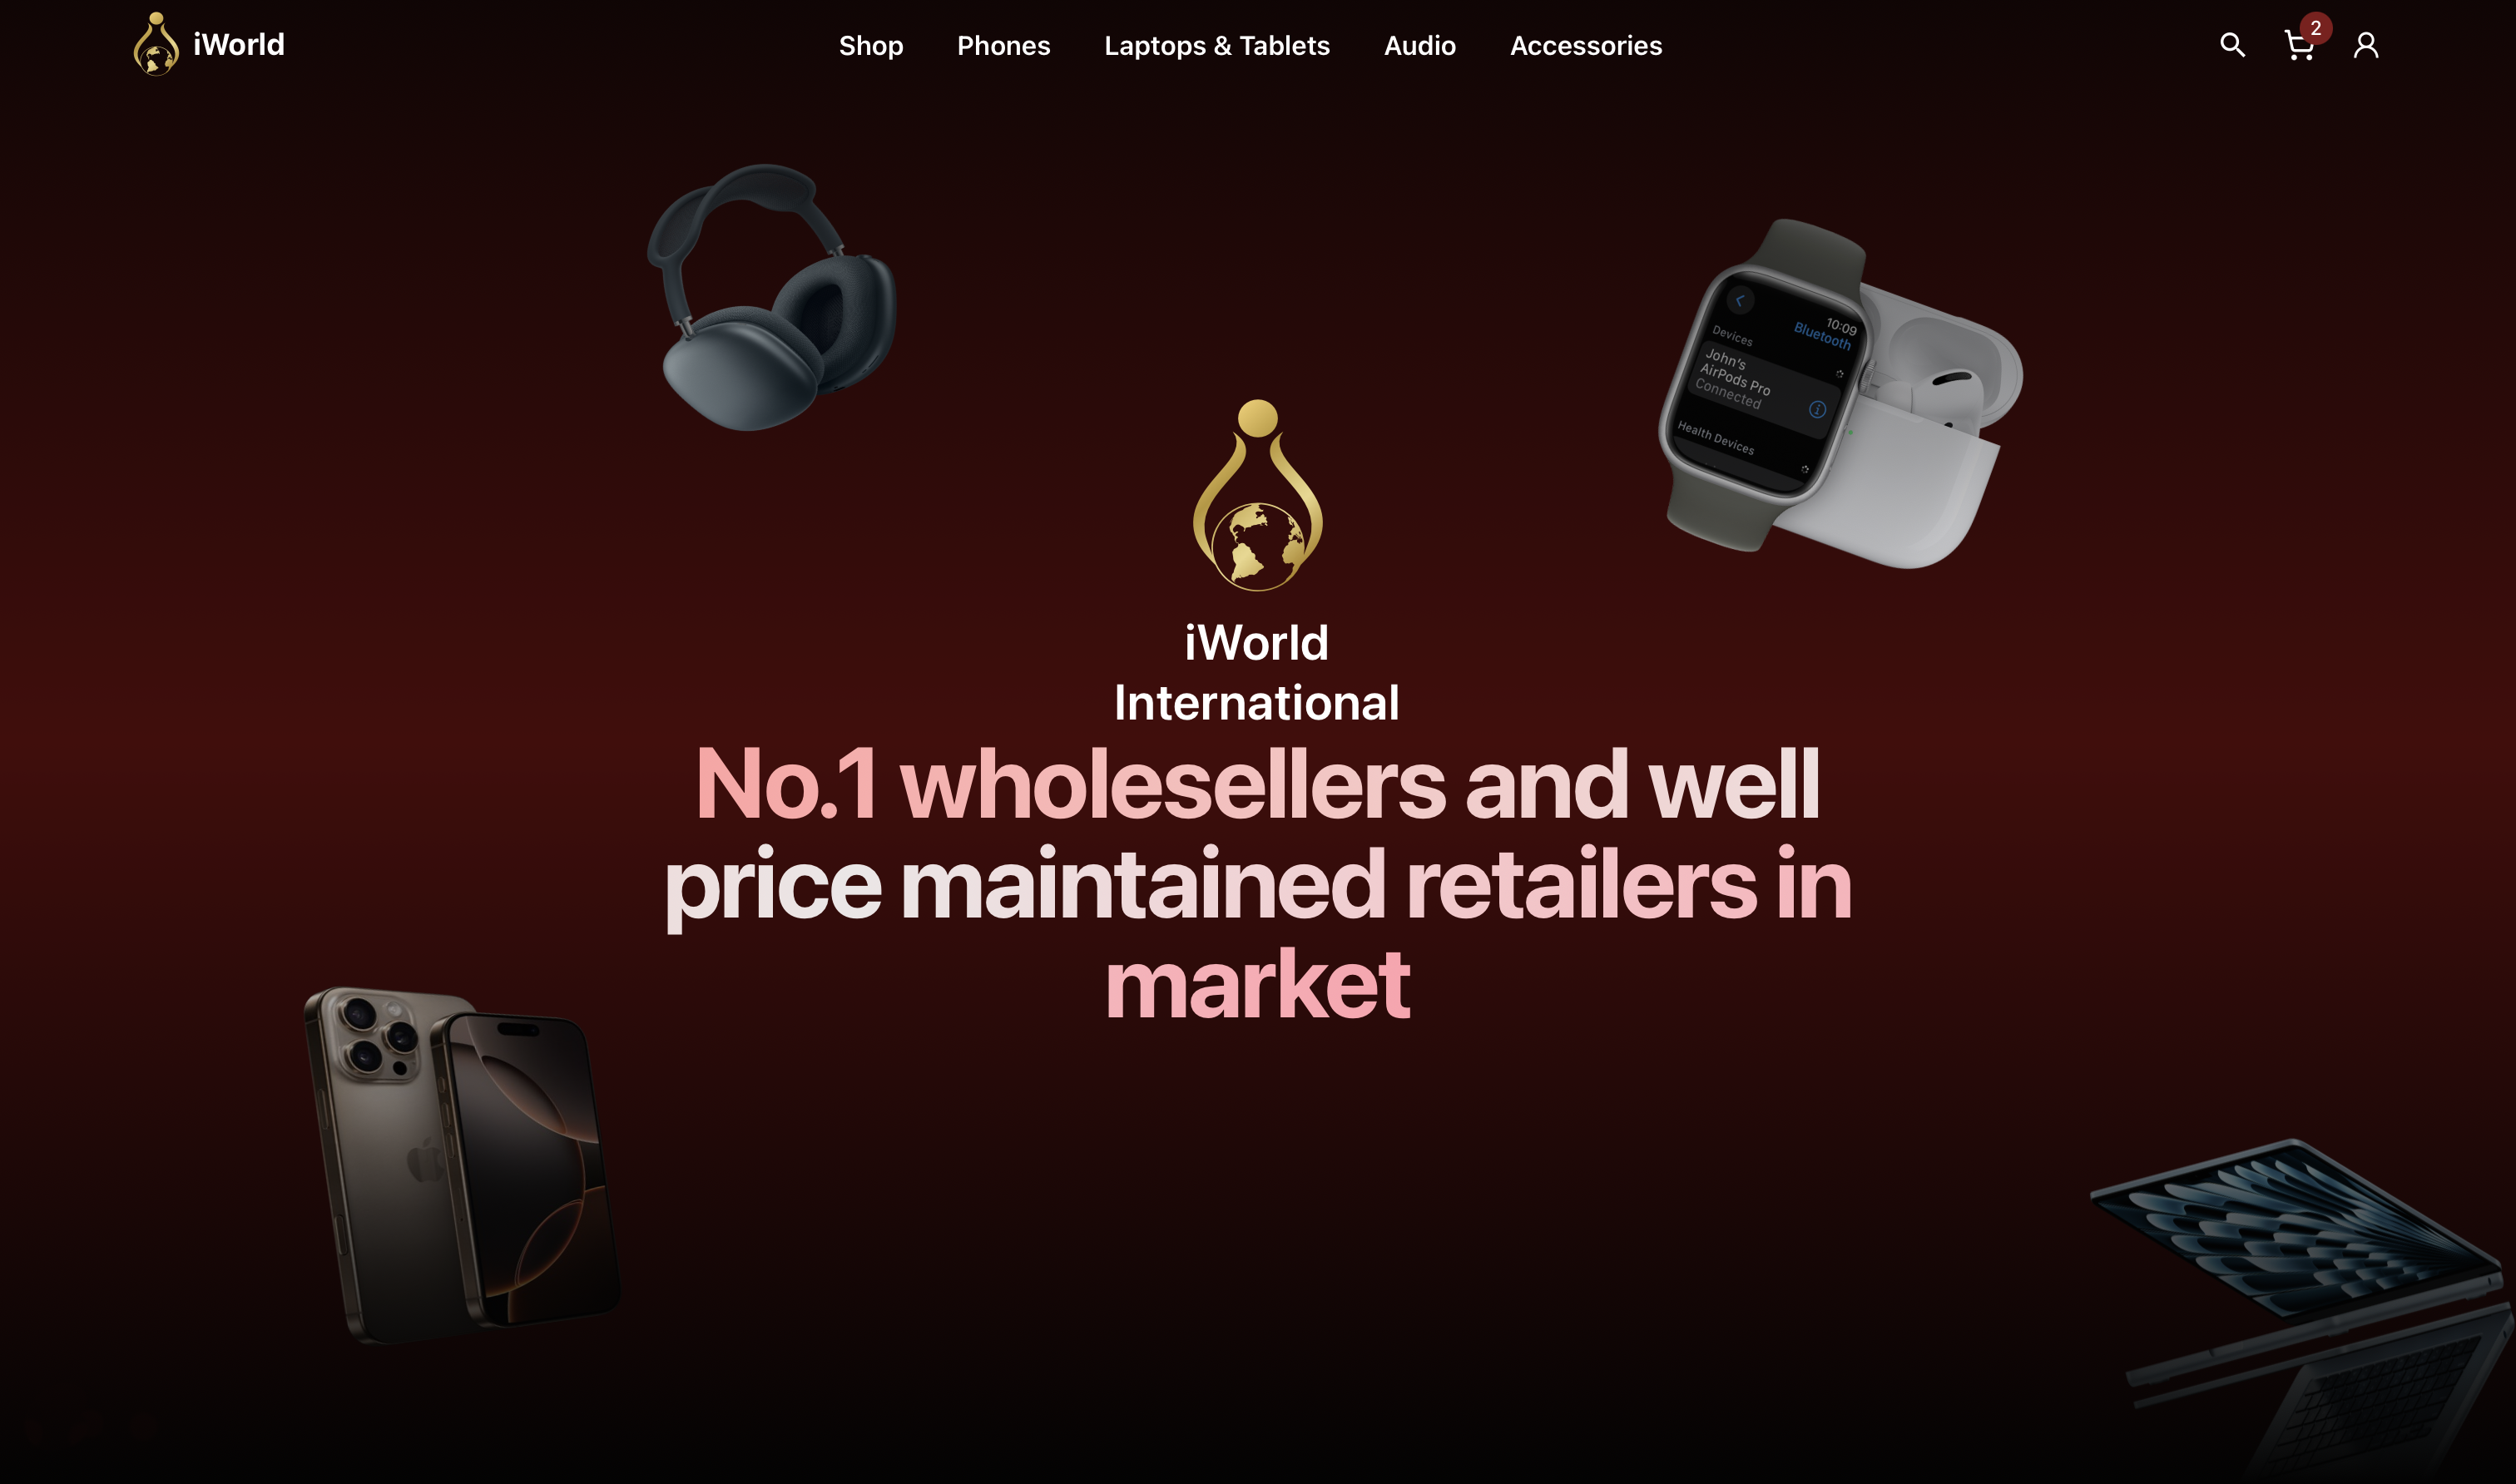 iWorld
Shop
Phones
Laptops & Tablets
Audio
Accessories
2
10:09
Bluetooth
Devices
John's
AirPods Pro
Connected
Health Devices
iWorld
International
No.1 wholesellers and well
price maintained retailers in
market